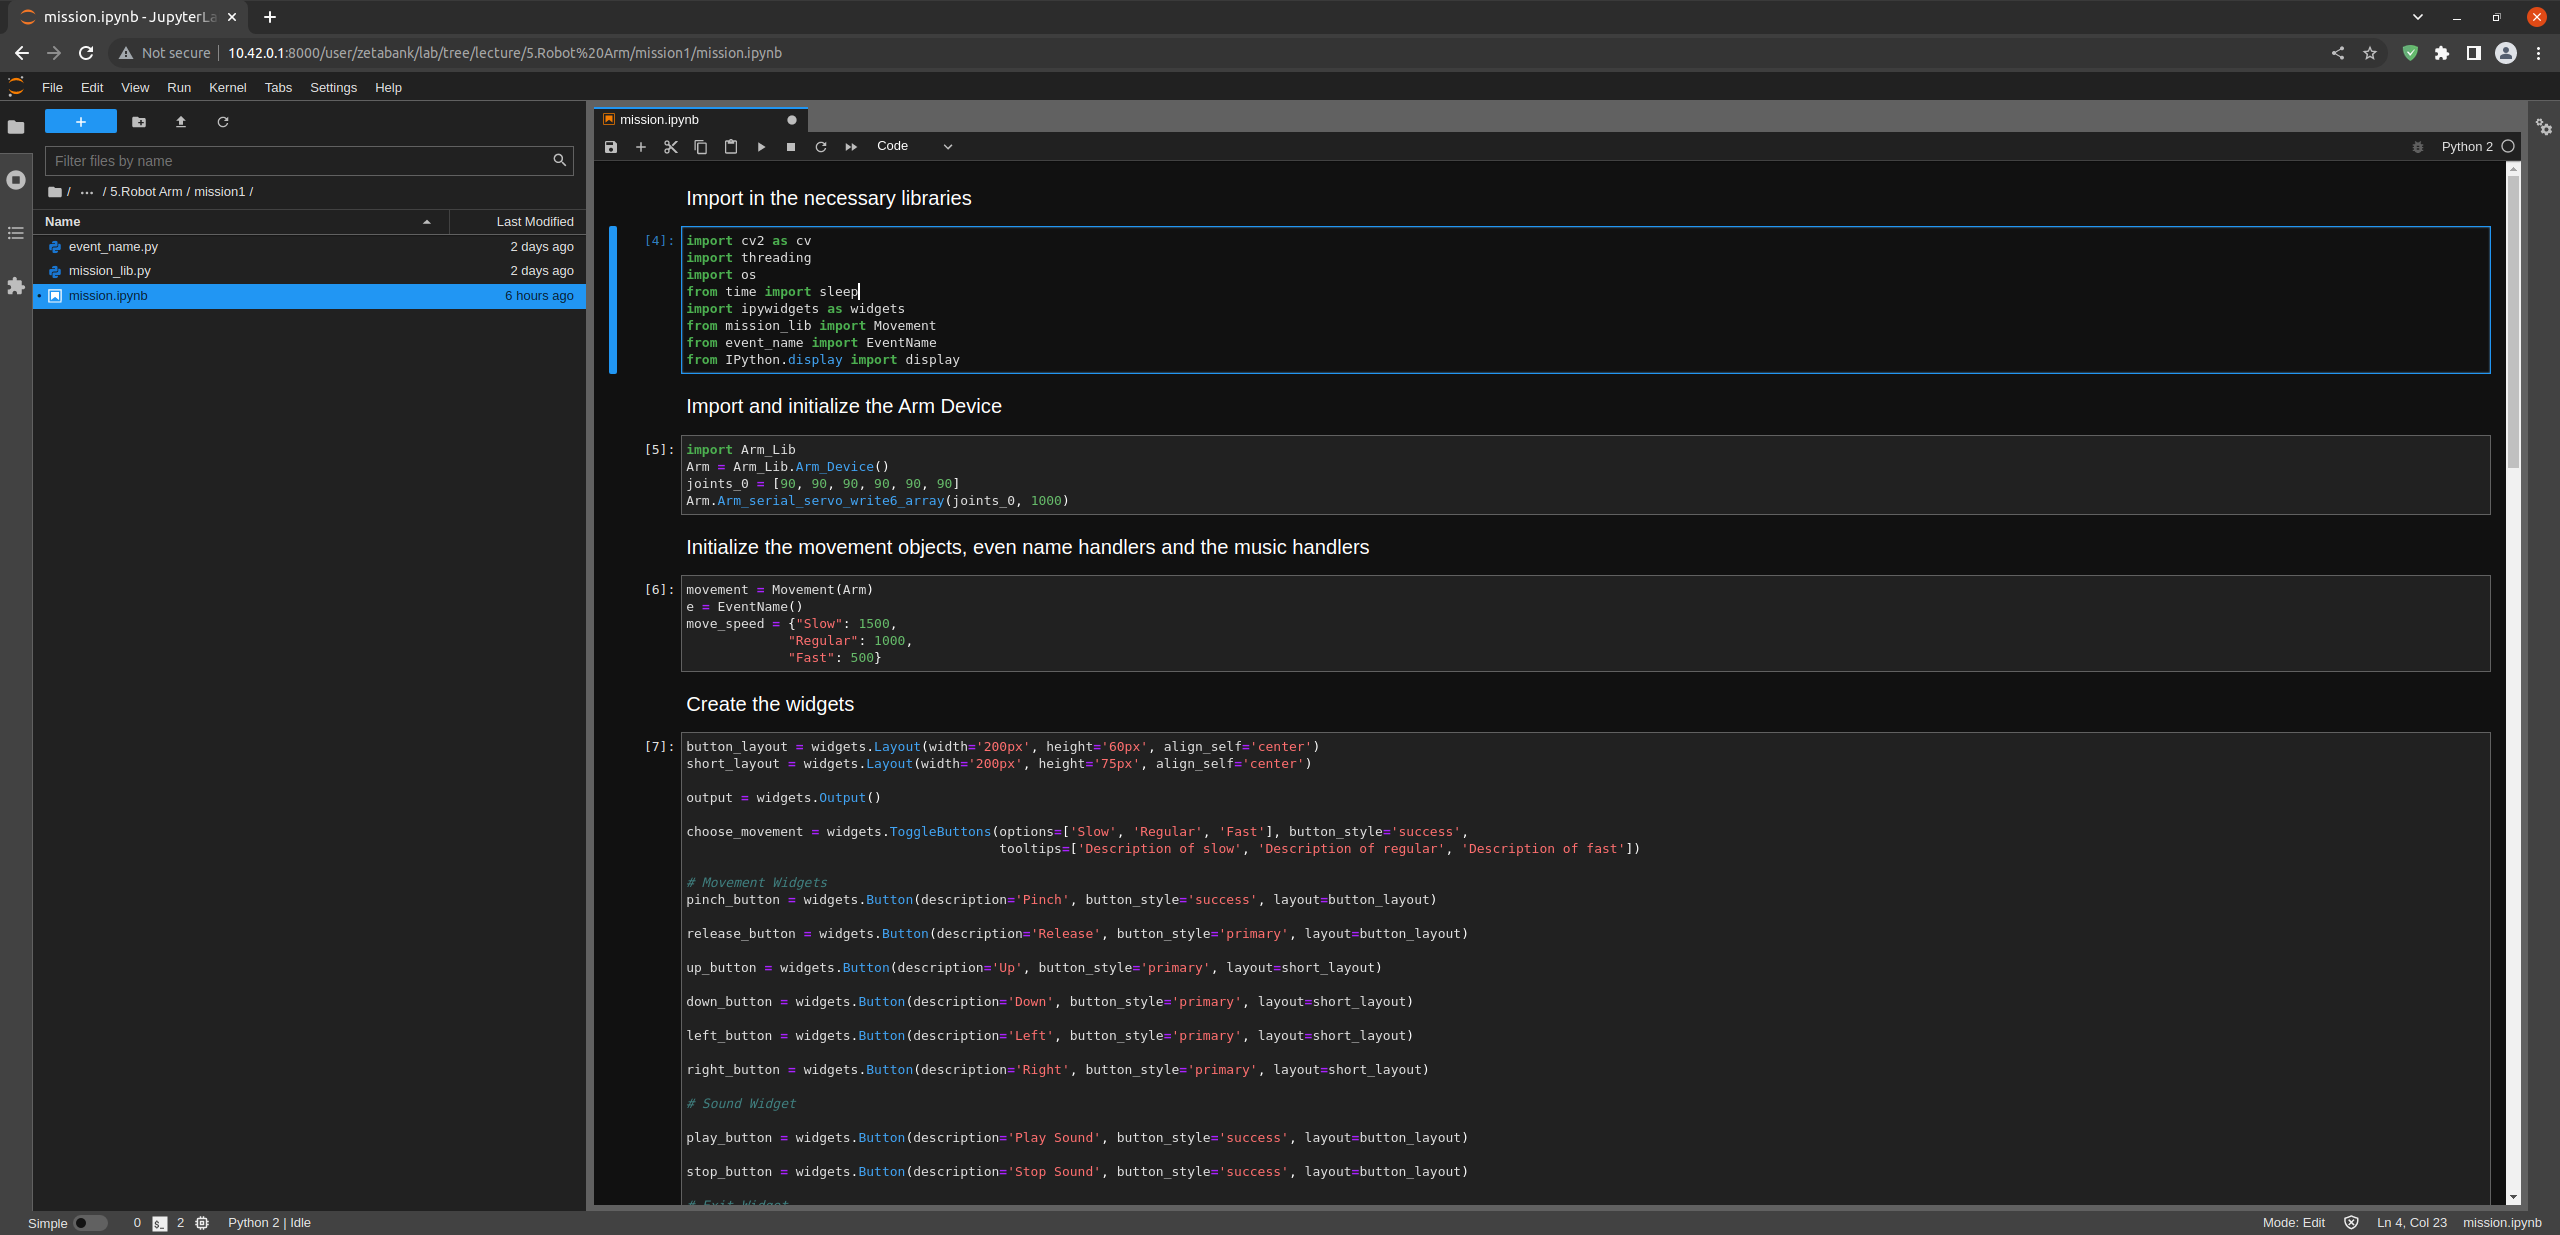 mission.ipynb - JupyterLa
Not secure
10.42.0.1:8000/user/zetabank/lab/tree/lecture/5.Robot%20Arm/mission1/mission.ipynb
File Edit View Run Kernel Tabs Settings Help
Filter files by name
/ ... / 5.Robot Arm / mission1 /
Name Last Modified
event_name.py 2 days ago
mission_lib.py 2 days ago
mission.ipynb 6 hours ago
mission.ipynb
Code
Python 2
Import in the necessary libraries
[4]:
import cv2 as cv
import threading
import os
from time import sleep
import ipywidgets as widgets
from mission_lib import Movement
from event_name import EventName
from IPython.display import display
Import and initialize the Arm Device
[5]:
import Arm_Lib
Arm = Arm_Lib.Arm_Device()
joints_0 = [90, 90, 90, 90, 90, 90]
Arm.Arm_serial_servo_write6_array(joints_0, 1000)
Initialize the movement objects, even name handlers and the music handlers
[6]:
movement = Movement(Arm)
e = EventName()
move_speed = {"Slow": 1500,
"Regular": 1000,
"Fast": 500}
Create the widgets
[7]:
button_layout = widgets.Layout(width='200px', height='60px', align_self='center')
short_layout = widgets.Layout(width='200px', height='75px', align_self='center')
output = widgets.Output()
choose_movement = widgets.ToggleButtons(options=['Slow', 'Regular', 'Fast'], button_style='success',
tooltips=['Description of slow', 'Description of regular', 'Description of fast'])
# Movement Widgets
pinch_button = widgets.Button(description='Pinch', button_style='success', layout=button_layout)
release_button = widgets.Button(description='Release', button_style='primary', layout=button_layout)
up_button = widgets.Button(description='Up', button_style='primary', layout=short_layout)
down_button = widgets.Button(description='Down', button_style='primary', layout=short_layout)
left_button = widgets.Button(description='Left', button_style='primary', layout=short_layout)
right_button = widgets.Button(description='Right', button_style='primary', layout=short_layout)
# Sound Widget
play_button = widgets.Button(description='Play Sound', button_style='success', layout=button_layout)
stop_button = widgets.Button(description='Stop Sound', button_style='success', layout=button_layout)
# Exit Widget
Simple 0 2 Python 2 | Idle
Mode: Edit Ln 4, Col 23 mission.ipynb